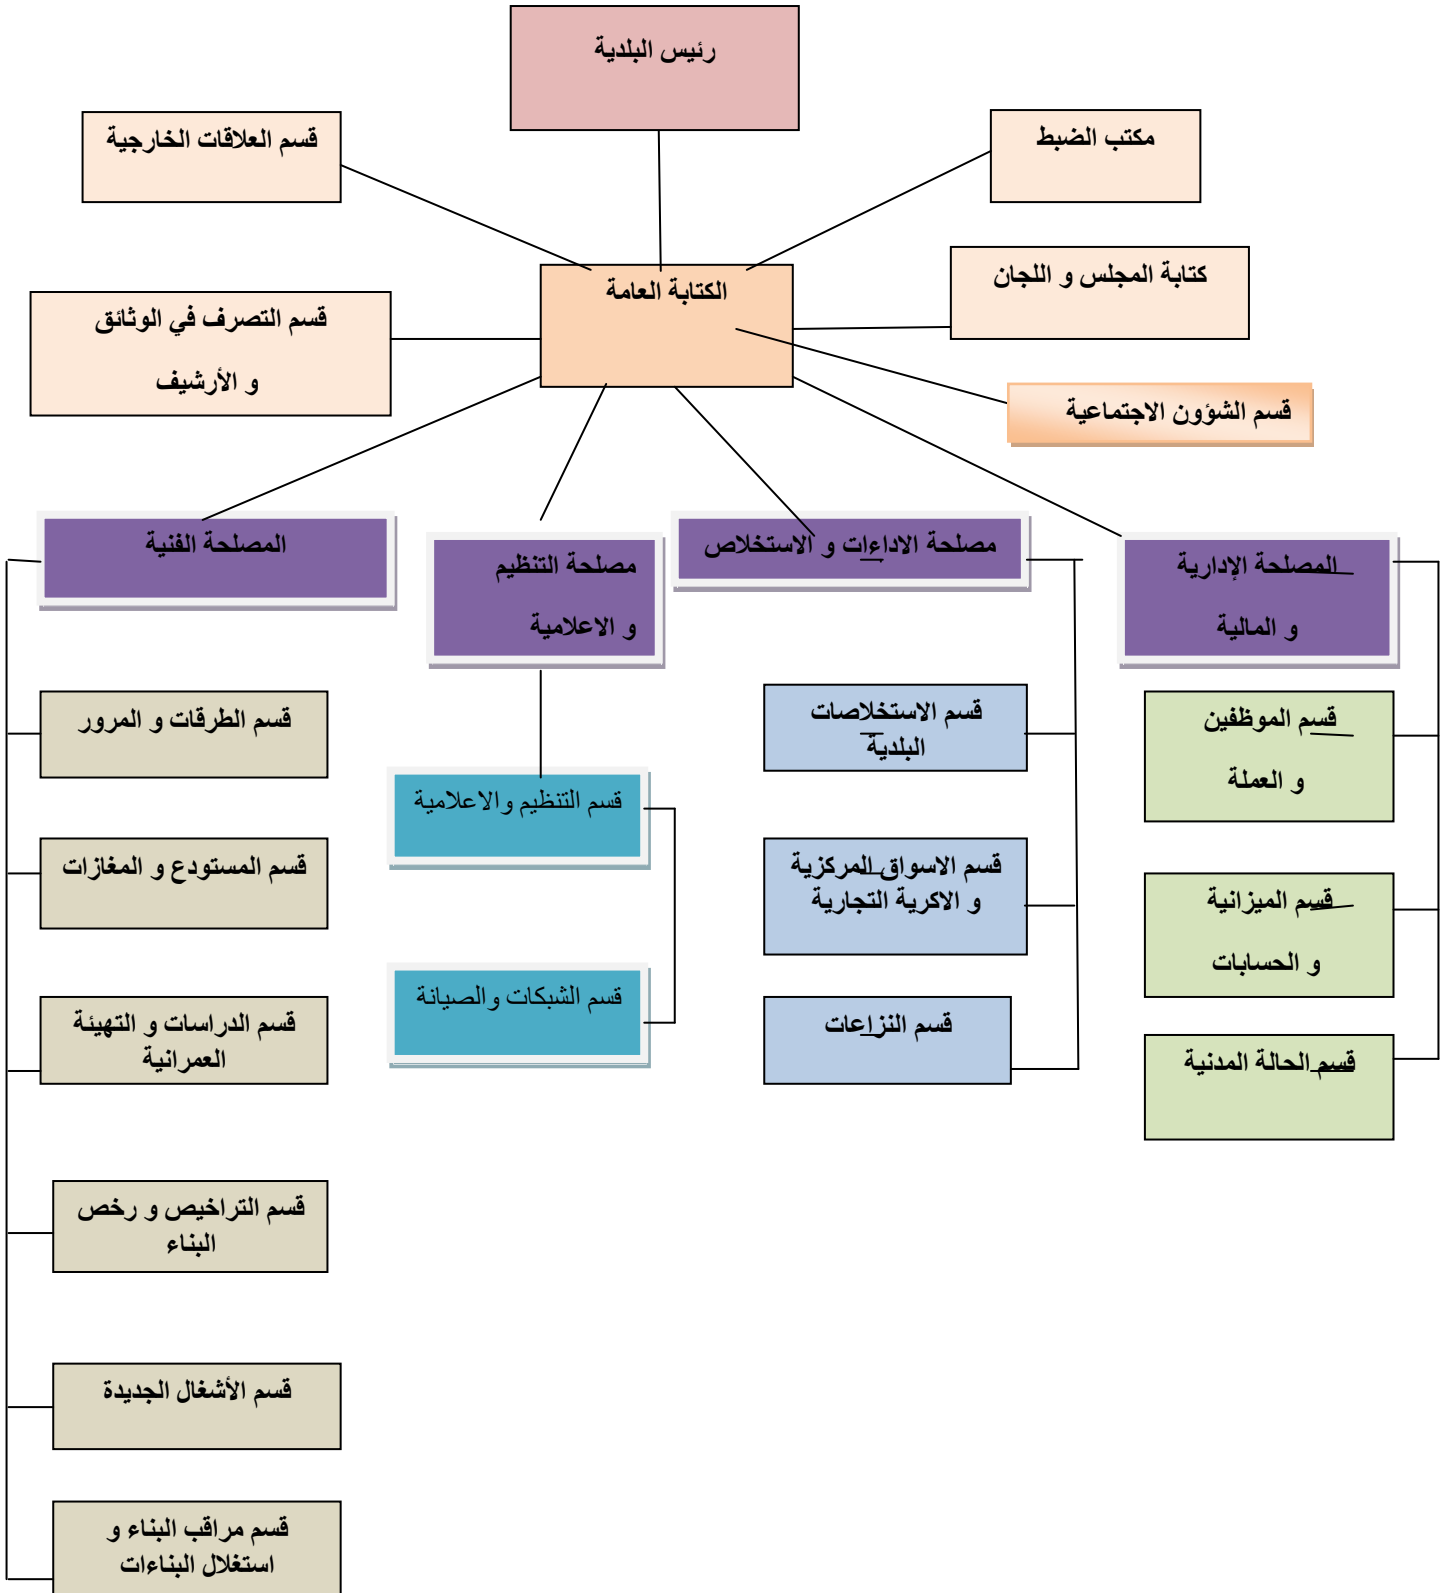 رئيس البلدية
مكتب الضبط
قسم العلاقات الخارجية
كتابة المجلس و اللجان
الكتابة العامة
قسم التصرف في الوثائق
و الأرشيف
قسم الشؤون الاجتماعية
المصلحة الإدارية
و المالية
مصلحة الاداءات و الاستخلاص
مصلحة التنظيم
و الاعلامية
المصلحة الفنية
قسم الموظفين
و العملة
قسم الميزانية
و الحسابات
قسم الحالة المدنية
قسم الاستخلاصات
البلدية
قسم الاسواق المركزية
و الاكرية التجارية
قسم النزاعات
قسم التنظيم والاعلامية
قسم الشبكات والصيانة
قسم الطرقات و المرور
قسم المستودع و المغازات
قسم الدراسات و التهيئة
العمرانية
قسم التراخيص و رخص
البناء
قسم الأشغال الجديدة
قسم مراقب البناء و
استغلال البناءات